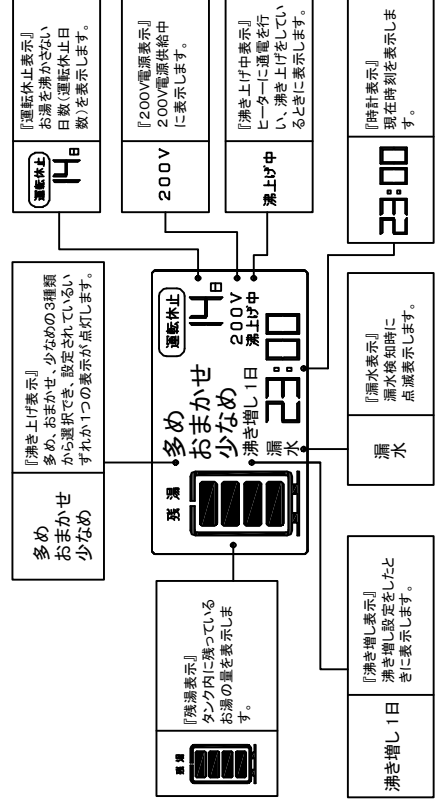 多め
おまかせ
少なめ
『沸き上げ表示』
多め、おまかせ、少なめの3種類
から選択でき、設定されているい
ずれか1つの表示が点灯します。
運転休止
14日
『運転休止表示』
お湯を沸かさない
日数(運転休止日
数)を表示します。
200V
『200V電源表示』
200V電源供給中
に表示します。
沸上げ中
『沸き上げ中表示』
ヒーターに通電を行
い、沸き上げをしてい
るときに表示します。
残湯
『残湯表示』
タンク内に残っている
お湯の量を表示しま
す。
残湯
多め
おまかせ
少なめ
沸き増し1日
漏水
23:00
運転休止
14日
200V
沸上げ中
沸き増し1日
『沸き増し表示』
沸き増し設定をしたと
きに表示します。
漏水
『漏水表示』
漏水検知時に
点滅表示します。
23:00
『時計表示』
現在時刻を表示しま
す。